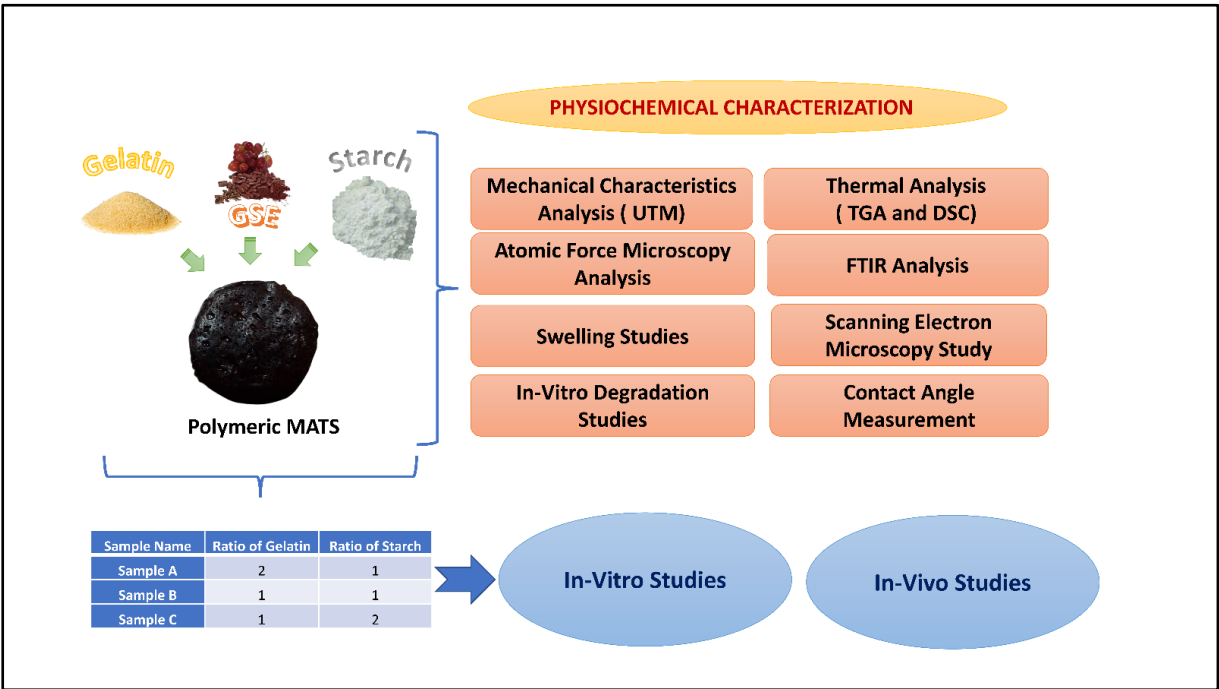 PHYSIOCHEMICAL CHARACTERIZATION
Gelatin
GSE
Starch
Polymeric MATS
Mechanical Characteristics
Analysis ( UTM)
Thermal Analysis
( TGA and DSC)
Atomic Force Microscopy
Analysis
FTIR Analysis
Swelling Studies
Scanning Electron
Microscopy Study
In-Vitro Degradation
Studies
Contact Angle
Measurement
Sample Name Ratio of Gelatin Ratio of Starch
Sample A 2 1
Sample B 1 1
Sample C 1 2
In-Vitro Studies
In-Vivo Studies